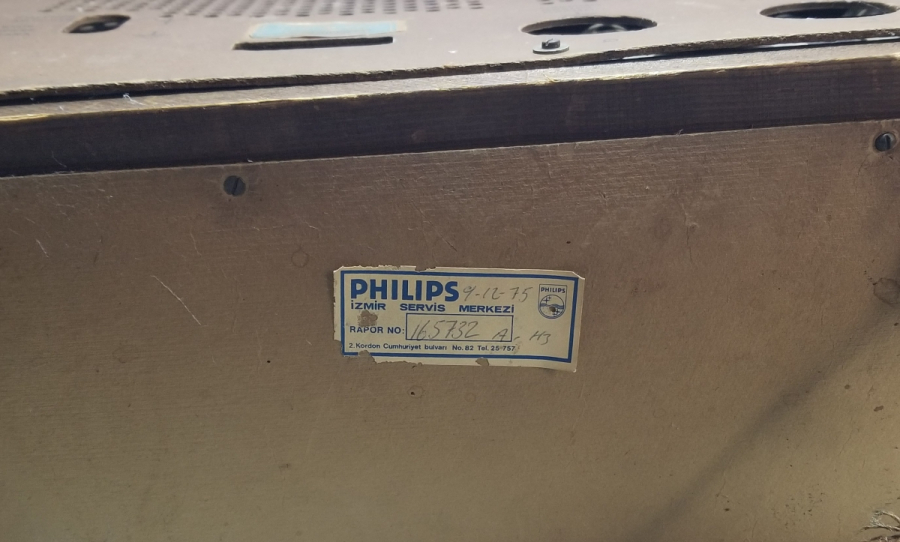 PHILIPS 9-12-75 PHILIPS
İZMİR SERVİS MERKEZİ
RAPOR NO: 165732 A - H3
2. Kordon Cumhuriyet bulvarı No. 82 Tal. 25 757